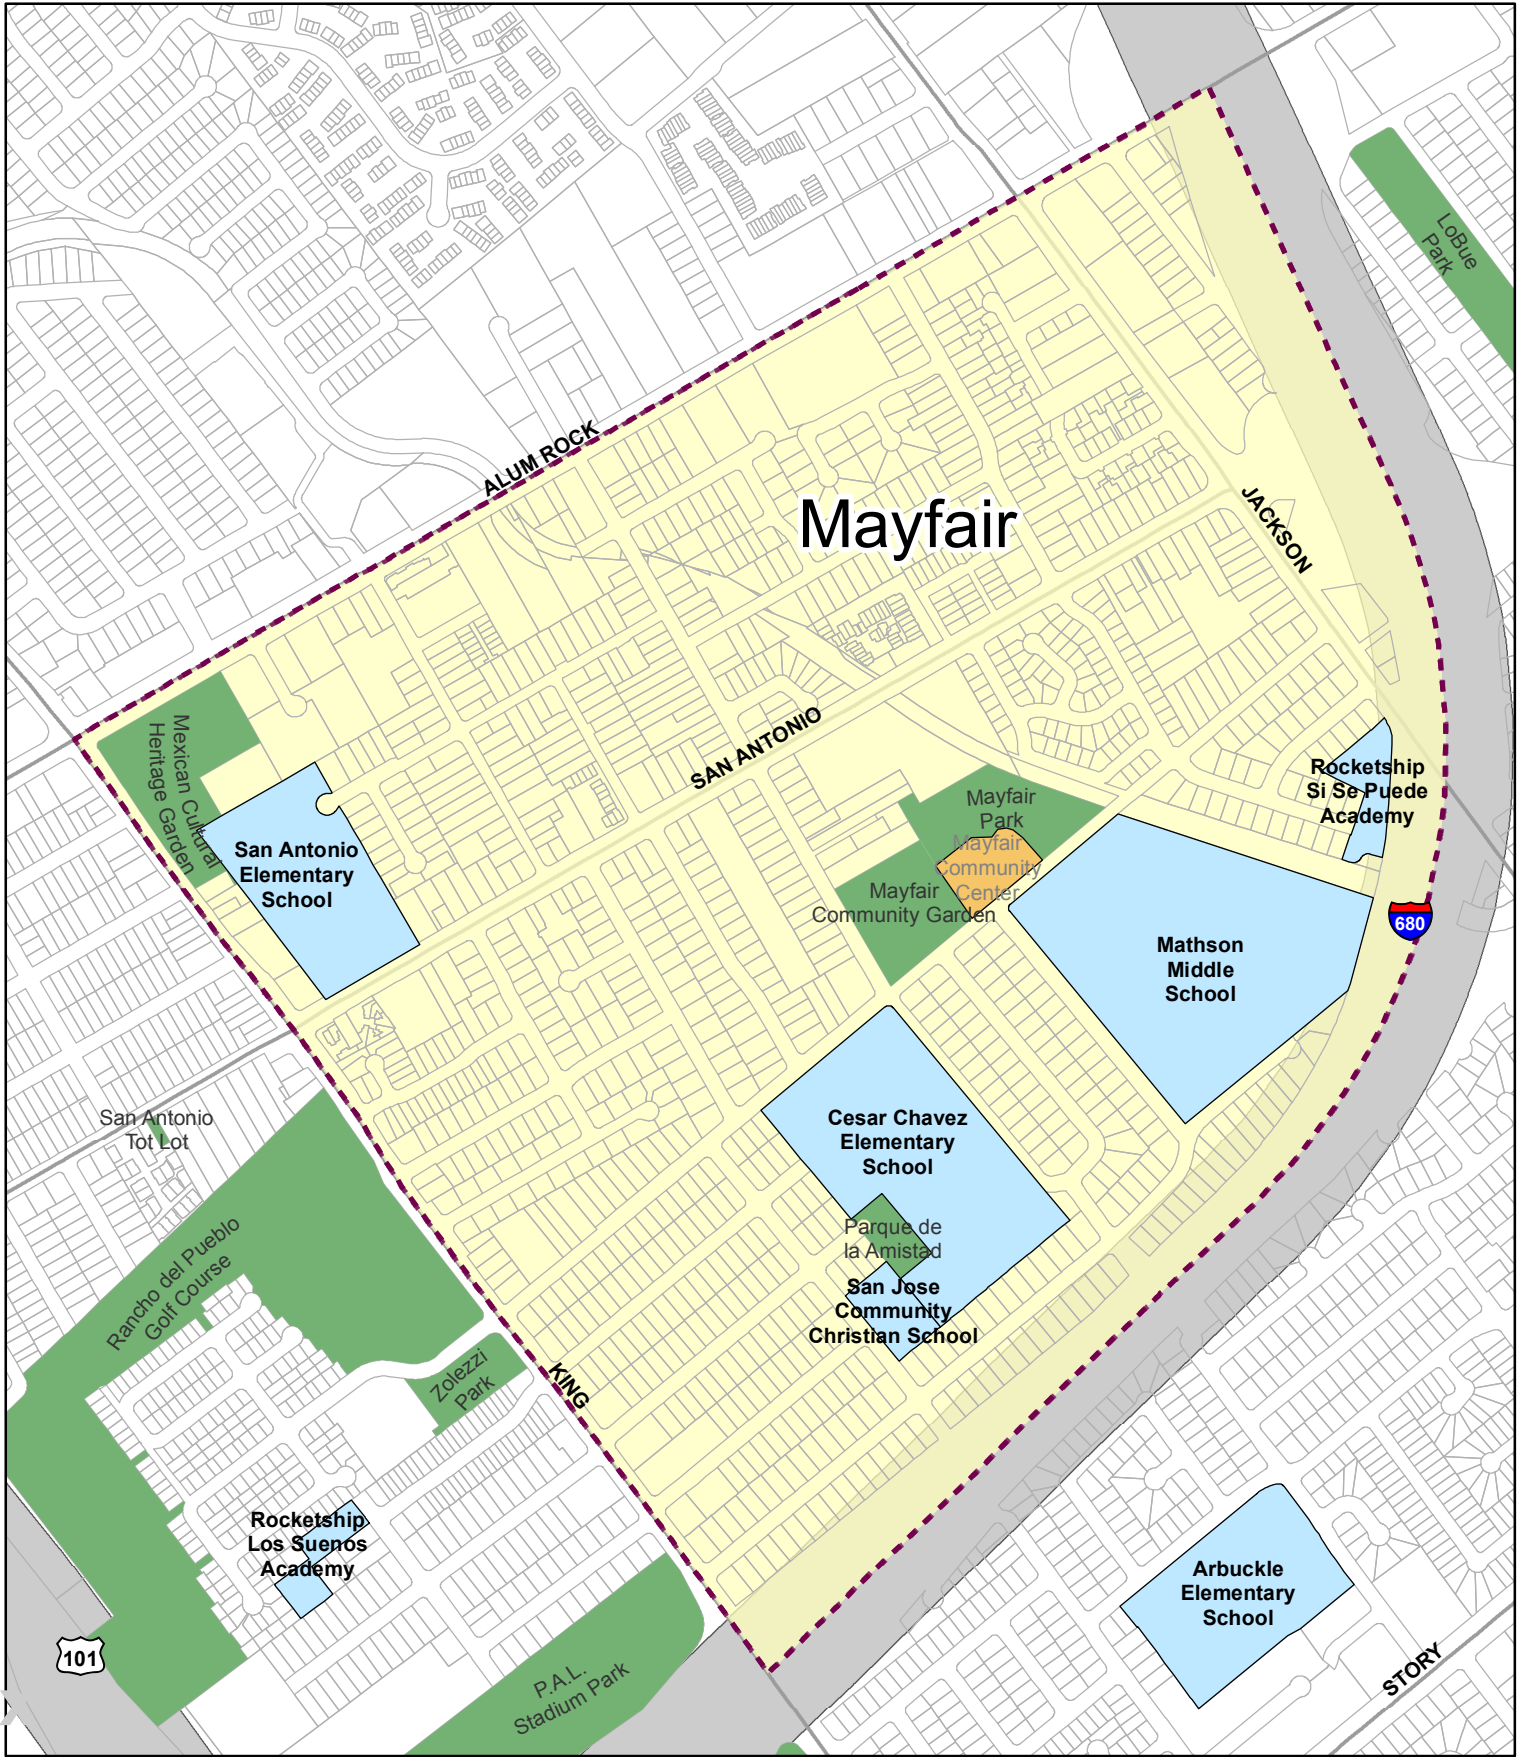 LoBue
Park
ALUM ROCK
Mayfair
JACKSON
Mexican Cultural
Heritage Garden
SAN ANTONIO
Rocketship
Si Se Puede
Academy
Mayfair
Park
Mayfair
Community
Center
San Antonio
Elementary
School
Mayfair
Community Garden
680
Mathson
Middle
School
San Antonio
Tot Lot
Cesar Chavez
Elementary
School
Parque de
la Amistad
Rancho del Pueblo
Golf Course
San Jose
Community
Christian School
Zolezzi
Park
KING
Rocketship
Los Suenos
Academy
Arbuckle
Elementary
School
101
P.A.L.
Stadium Park
STORY